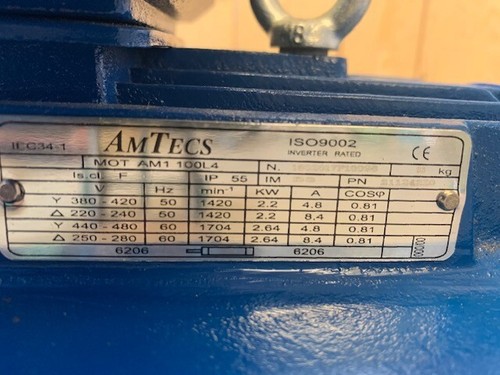 IEC34-1 AMTECS ISO9002
INVERTER RATED
CE
MOT AM1 100L4 N. kg
Is.cl. F IP 55 IM PN
V Hz min⁻¹ KW A COSφ
Y 380 - 420 50 1420 2.2 4.8 0.81
Δ 220 - 240 50 1420 2.2 8.4 0.81
Y 440 - 480 60 1704 2.64 4.8 0.81
Δ 250 - 280 60 1704 2.64 8.4 0.81
6206 6206